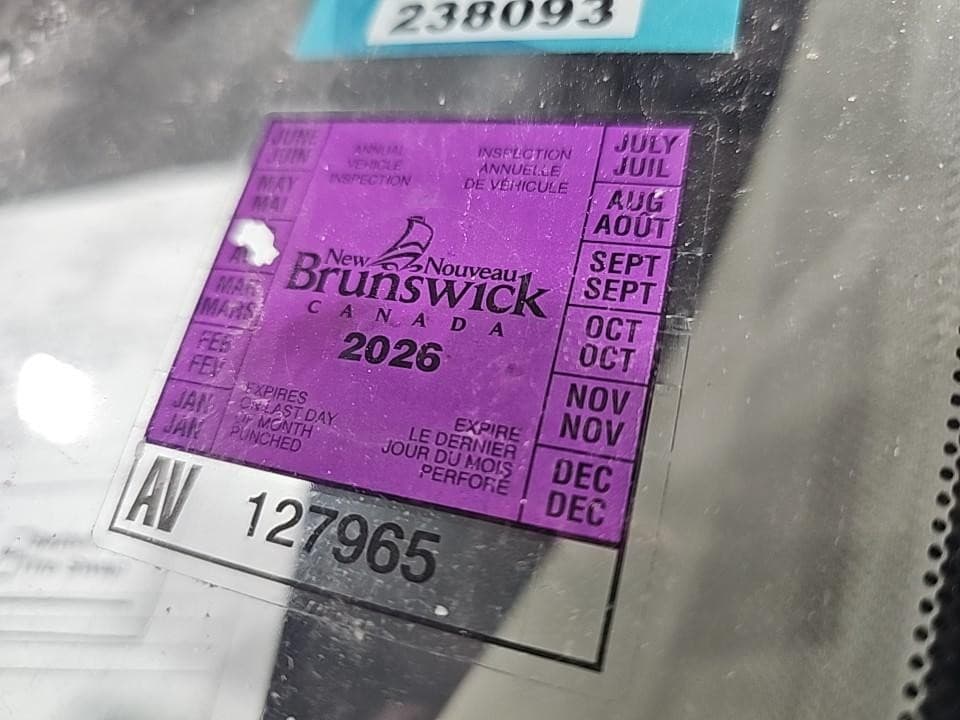 238093
JUNE
JUIN
MAY
MAI
MAR
MARS
FEB
FEV
JAN
JAN
ANNUAL
VEHICLE
INSPECTION
INSPECTION
ANNUELLE
DE VÉHICULE
New Nouveau
Brunswick
CANADA
2026
EXPIRES
ON LAST DAY
OF MONTH
PUNCHED
EXPIRE
LE DERNIER
JOUR DU MOIS
PERFORÉ
JULY
JUIL
AUG
AOÛT
SEPT
SEPT
OCT
OCT
NOV
NOV
DEC
DEC
AV 127965